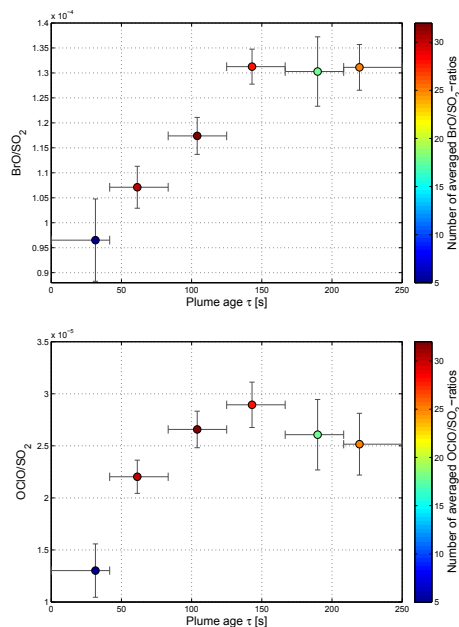 x 10⁻⁴
1.4
1.35
1.3
1.25
1.2
1.15
1.1
1.05
1
0.95
0.9
BrO/SO₂
0 50 100 150 200 250
Plume age τ [s]
30
25
20
15
10
5
Number of averaged BrO/SO₂−ratios
x 10⁻⁵
3.5
3
2.5
2
1.5
1
OClO/SO₂
0 50 100 150 200 250
Plume age τ [s]
30
25
20
15
10
5
Number of averaged OClO/SO₂−ratios